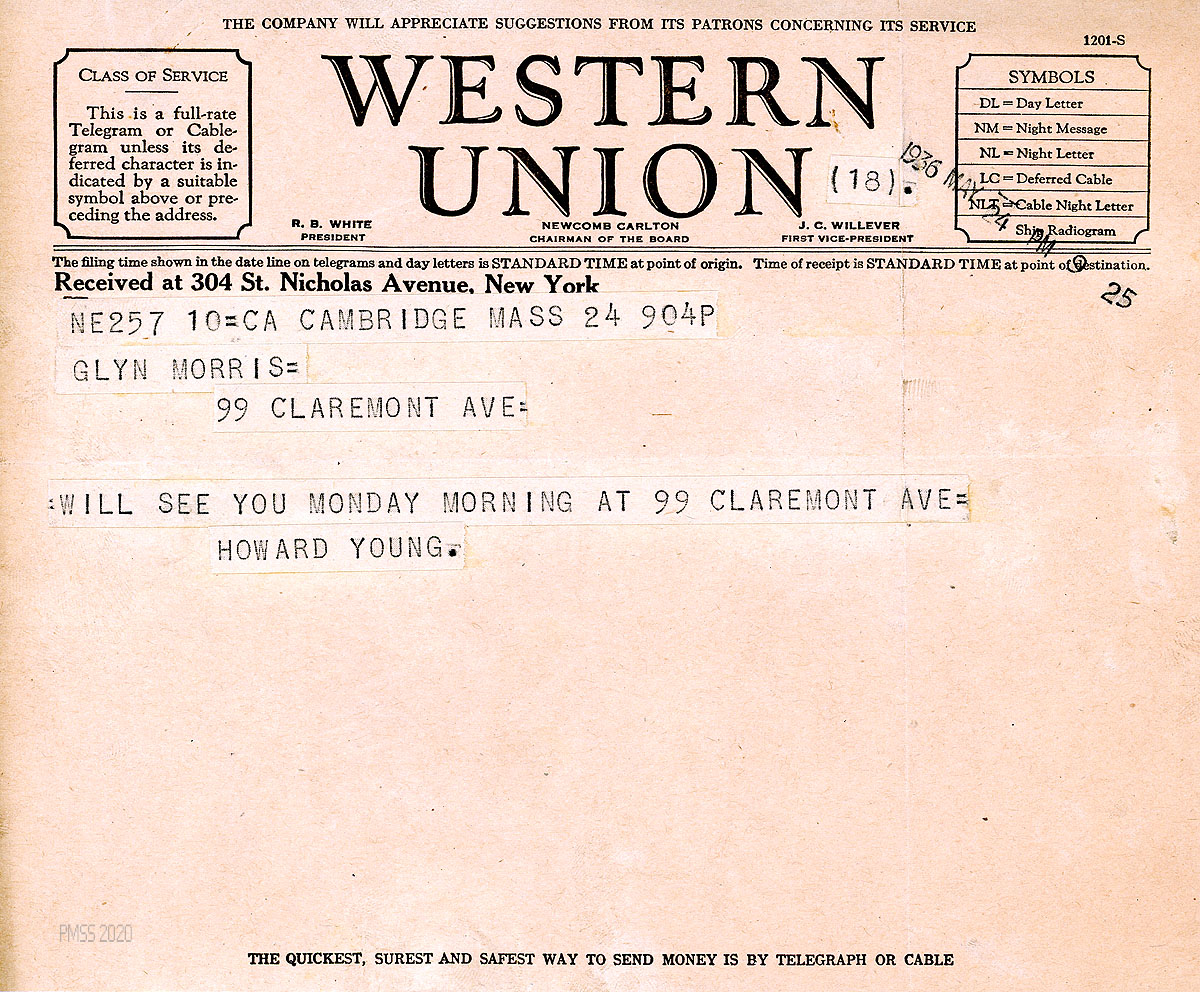 THE COMPANY WILL APPRECIATE SUGGESTIONS FROM ITS PATRONS CONCERNING ITS SERVICE
1201-S
CLASS OF SERVICE
This is a full-rate
Telegram or Cable-
gram unless its de-
ferred character is in-
dicated by a suitable
symbol above or pre-
ceding the address.
WESTERN
UNION
(18).
R. B. WHITE
PRESIDENT
NEWCOMB CARLTON
CHAIRMAN OF THE BOARD
J. C. WILLEVER
FIRST VICE-PRESIDENT
SYMBOLS
DL = Day Letter
NM = Night Message
NL = Night Letter
LC = Deferred Cable
NLT = Cable Night Letter
Ship Radiogram
1936 MAY 24 PM 9 25
The filing time shown in the date line on telegrams and day letters is STANDARD TIME at point of origin. Time of receipt is STANDARD TIME at point of destination.
Received at 304 St. Nicholas Avenue, New York
NE257 10=CA CAMBRIDGE MASS 24 904P
GLYN MORRIS=
99 CLAREMONT AVE=
=WILL SEE YOU MONDAY MORNING AT 99 CLAREMONT AVE=
HOWARD YOUNG.
PMSS 2020
THE QUICKEST, SUREST AND SAFEST WAY TO SEND MONEY IS BY TELEGRAPH OR CABLE